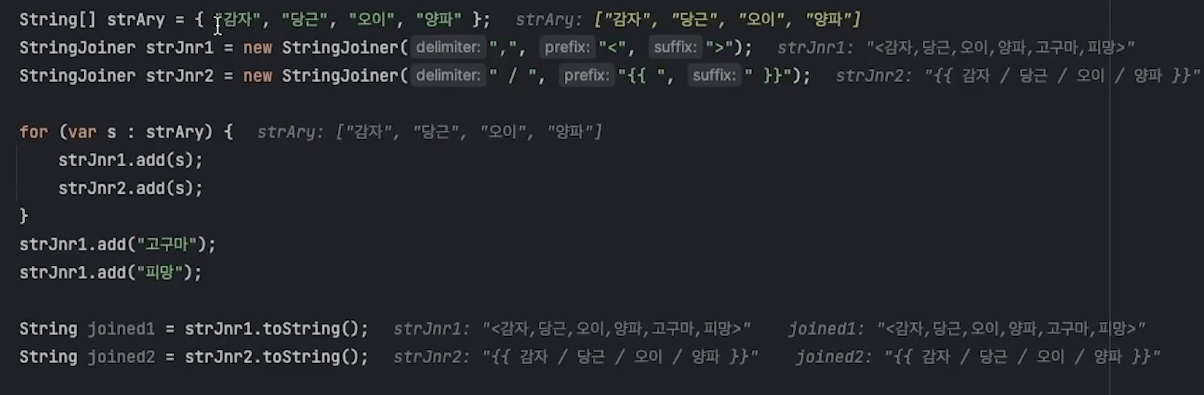 String[] strAry = { "감자", "당근", "오이", "양파" };  strAry: ["감자", "당근", "오이", "양파"]
StringJoiner strJnr1 = new StringJoiner( delimiter: ",", prefix: "<", suffix: ">");  strJnr1: "<감자,당근,오이,양파,고구마,피망>"
StringJoiner strJnr2 = new StringJoiner( delimiter: " / ", prefix: "{{ ", suffix: " }}");  strJnr2: "{{ 감자 / 당근 / 오이 / 양파 }}"
for (var s : strAry) {  strAry: ["감자", "당근", "오이", "양파"]
    strJnr1.add(s);
    strJnr2.add(s);
}
strJnr1.add("고구마");
strJnr1.add("피망");
String joined1 = strJnr1.toString();  strJnr1: "<감자,당근,오이,양파,고구마,피망>"  joined1: "<감자,당근,오이,양파,고구마,피망>"
String joined2 = strJnr2.toString();  strJnr2: "{{ 감자 / 당근 / 오이 / 양파 }}"  joined2: "{{ 감자 / 당근 / 오이 / 양파 }}"